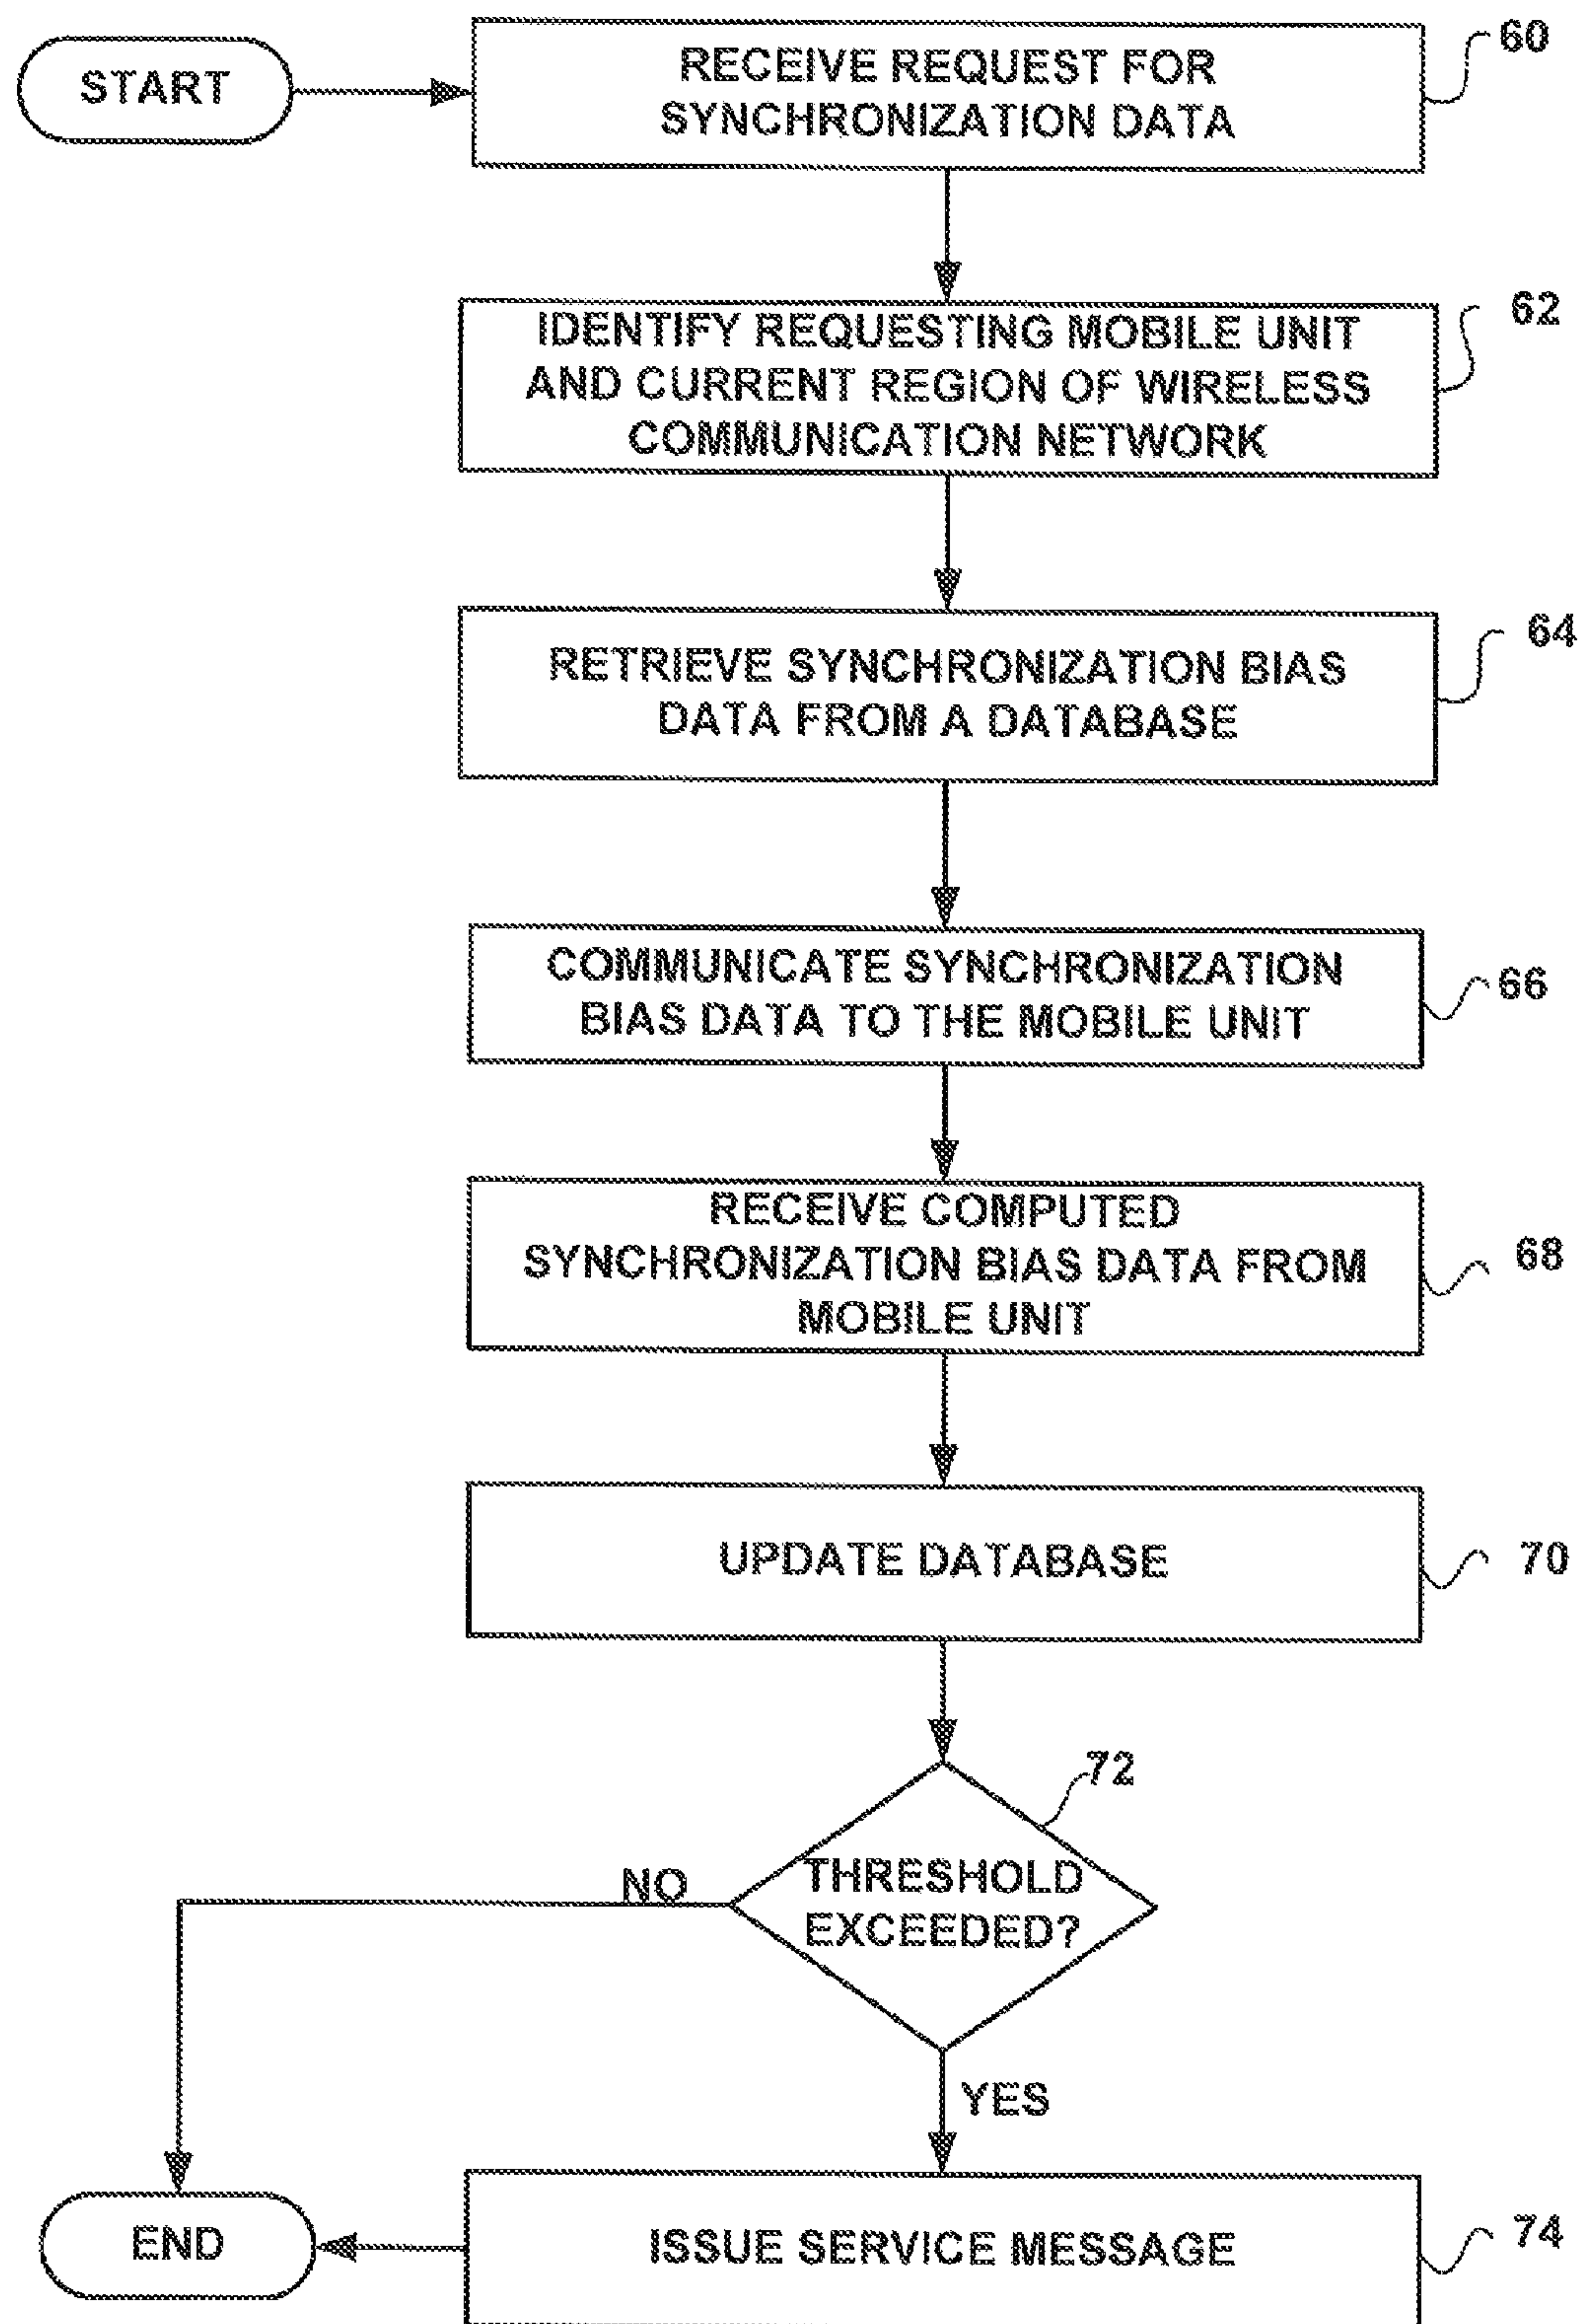 START
RECEIVE REQUEST FOR
SYNCHRONIZATION DATA
60
IDENTIFY REQUESTING MOBILE UNIT
AND CURRENT REGION OF WIRELESS
COMMUNICATION NETWORK
62
RETRIEVE SYNCHRONIZATION BIAS
DATA FROM A DATABASE
64
COMMUNICATE SYNCHRONIZATION
BIAS DATA TO THE MOBILE UNIT
66
RECEIVE COMPUTED
SYNCHRONIZATION BIAS DATA FROM
MOBILE UNIT
68
UPDATE DATABASE
70
72
THRESHOLD
EXCEEDED?
NO
YES
END
ISSUE SERVICE MESSAGE
74